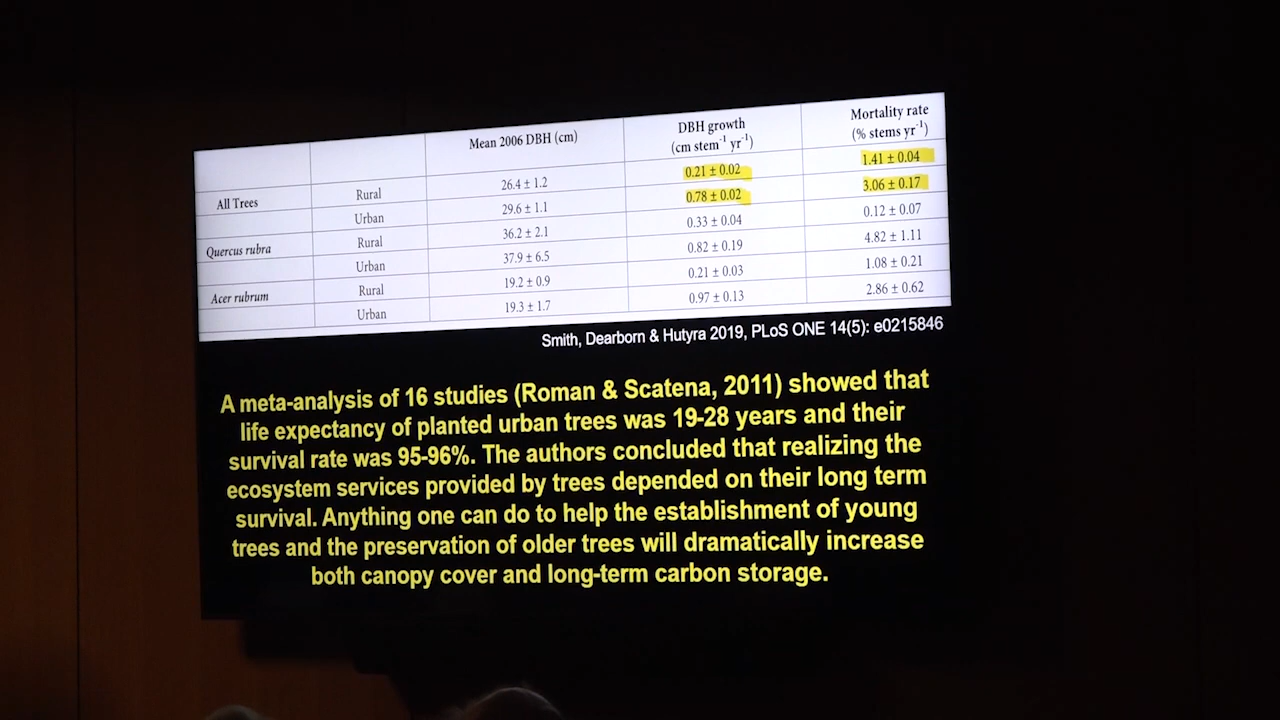 Mean 2006 DBH (cm) DBH growth (cm stem⁻¹ yr⁻¹) Mortality rate (% stems yr⁻¹)
All Trees Rural 26.4 ± 1.2 0.21 ± 0.02 1.41 ± 0.04
Urban 29.6 ± 1.1 0.78 ± 0.02 3.06 ± 0.17
Quercus rubra Rural 36.2 ± 2.1 0.33 ± 0.04 0.12 ± 0.07
Urban 37.9 ± 6.5 0.82 ± 0.19 4.82 ± 1.11
Acer rubrum Rural 19.2 ± 0.9 0.21 ± 0.03 1.08 ± 0.21
Urban 19.3 ± 1.7 0.97 ± 0.13 2.86 ± 0.62
Smith, Dearborn & Hutyra 2019, PLoS ONE 14(5): e0215846
A meta-analysis of 16 studies (Roman & Scatena, 2011) showed that
life expectancy of planted urban trees was 19-28 years and their
survival rate was 95-96%. The authors concluded that realizing the
ecosystem services provided by trees depended on their long term
survival. Anything one can do to help the establishment of young
trees and the preservation of older trees will dramatically increase
both canopy cover and long-term carbon storage.